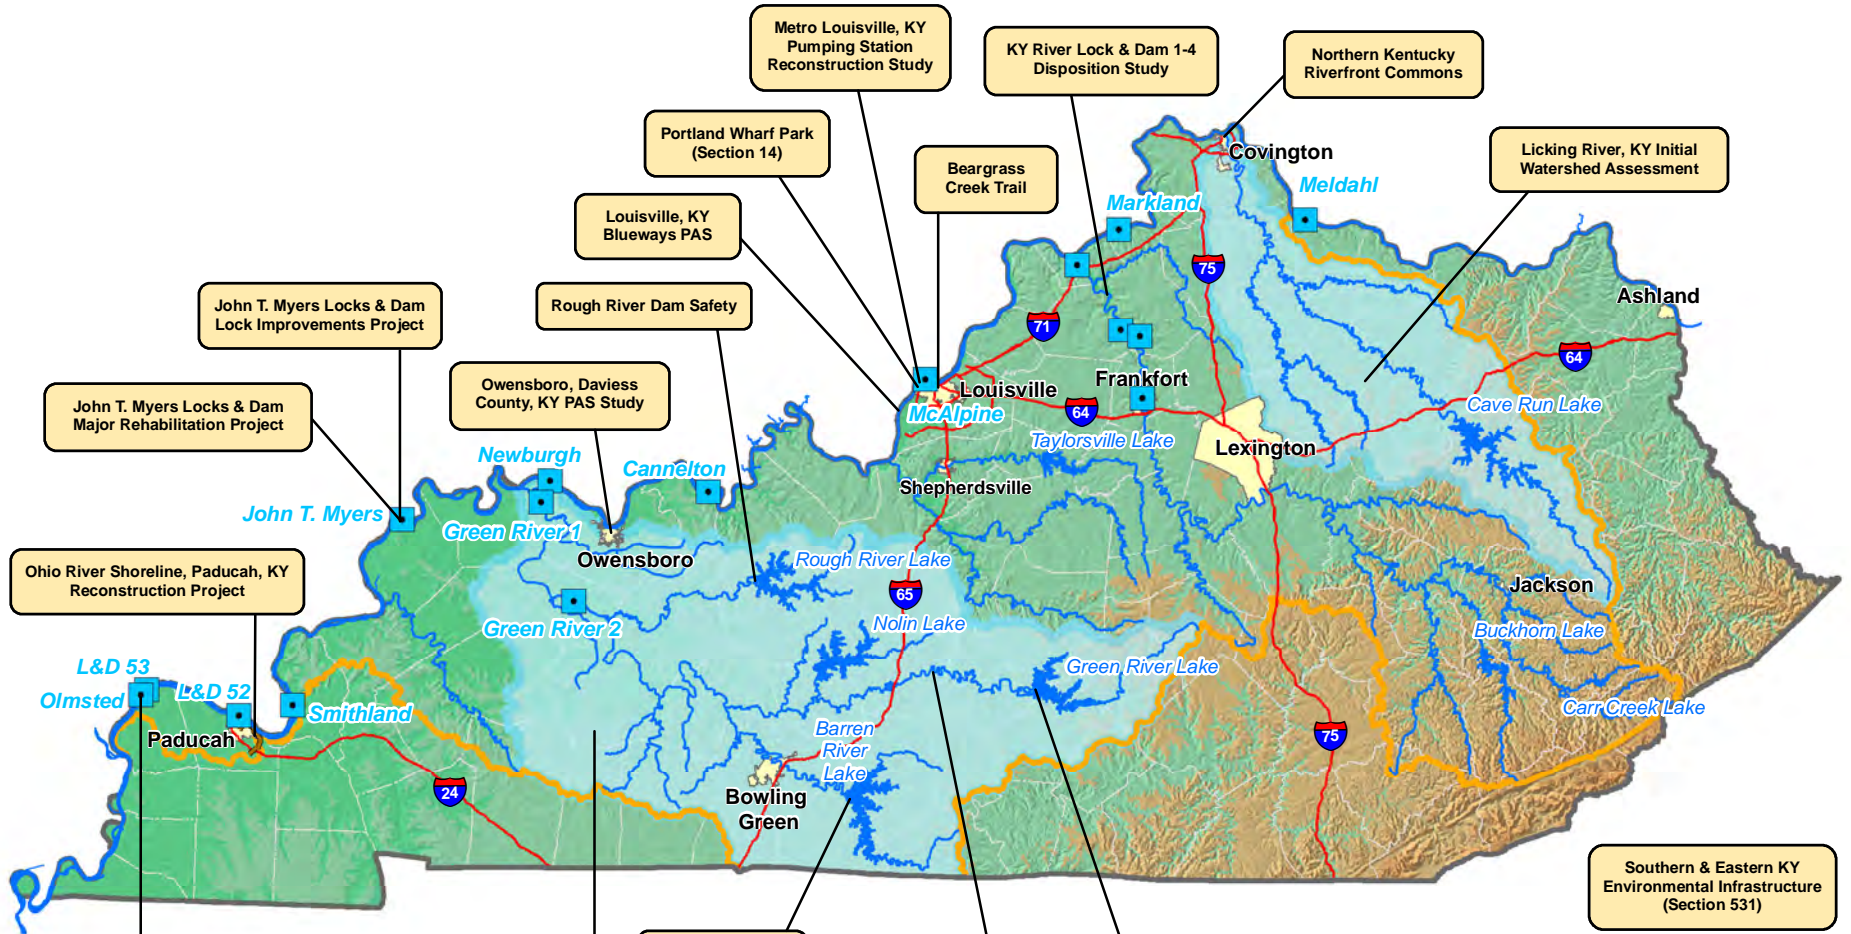 Metro Louisville, KY
Pumping Station
Reconstruction Study
KY River Lock & Dam 1-4
Disposition Study
Northern Kentucky
Riverfront Commons
Portland Wharf Park
(Section 14)
Beargrass
Creek Trail
Licking River, KY Initial
Watershed Assessment
Louisville, KY
Blueways PAS
John T. Myers Locks & Dam
Lock Improvements Project
Rough River Dam Safety
Owensboro, Daviess
County, KY PAS Study
John T. Myers Locks & Dam
Major Rehabilitation Project
Ohio River Shoreline, Paducah, KY
Reconstruction Project
Southern & Eastern KY
Environmental Infrastructure
(Section 531)
Covington
Meldahl
Markland
75
Ashland
71
64
Louisville
Frankfort
McAlpine
64
Cave Run Lake
Taylorsville Lake
Lexington
Newburgh
Cannelton
Shepherdsville
John T. Myers
Green River 1
Owensboro
Rough River Lake
65
Jackson
Green River 2
Nolin Lake
Buckhorn Lake
L&D 53
Olmsted
L&D 52
Smithland
Green River Lake
Carr Creek Lake
Paducah
Barren
River
Lake
75
24
Bowling
Green